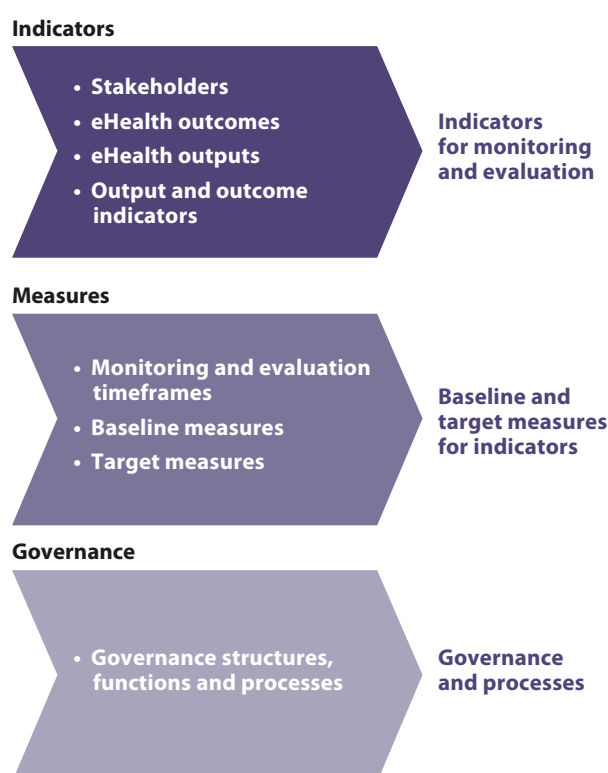 Indicators
• Stakeholders
• eHealth outcomes
• eHealth outputs
• Output and outcome
indicators
Indicators
for monitoring
and evaluation
Measures
• Monitoring and evaluation
timeframes
• Baseline measures
• Target measures
Baseline and
target measures
for indicators
Governance
• Governance structures,
functions and processes
Governance
and processes